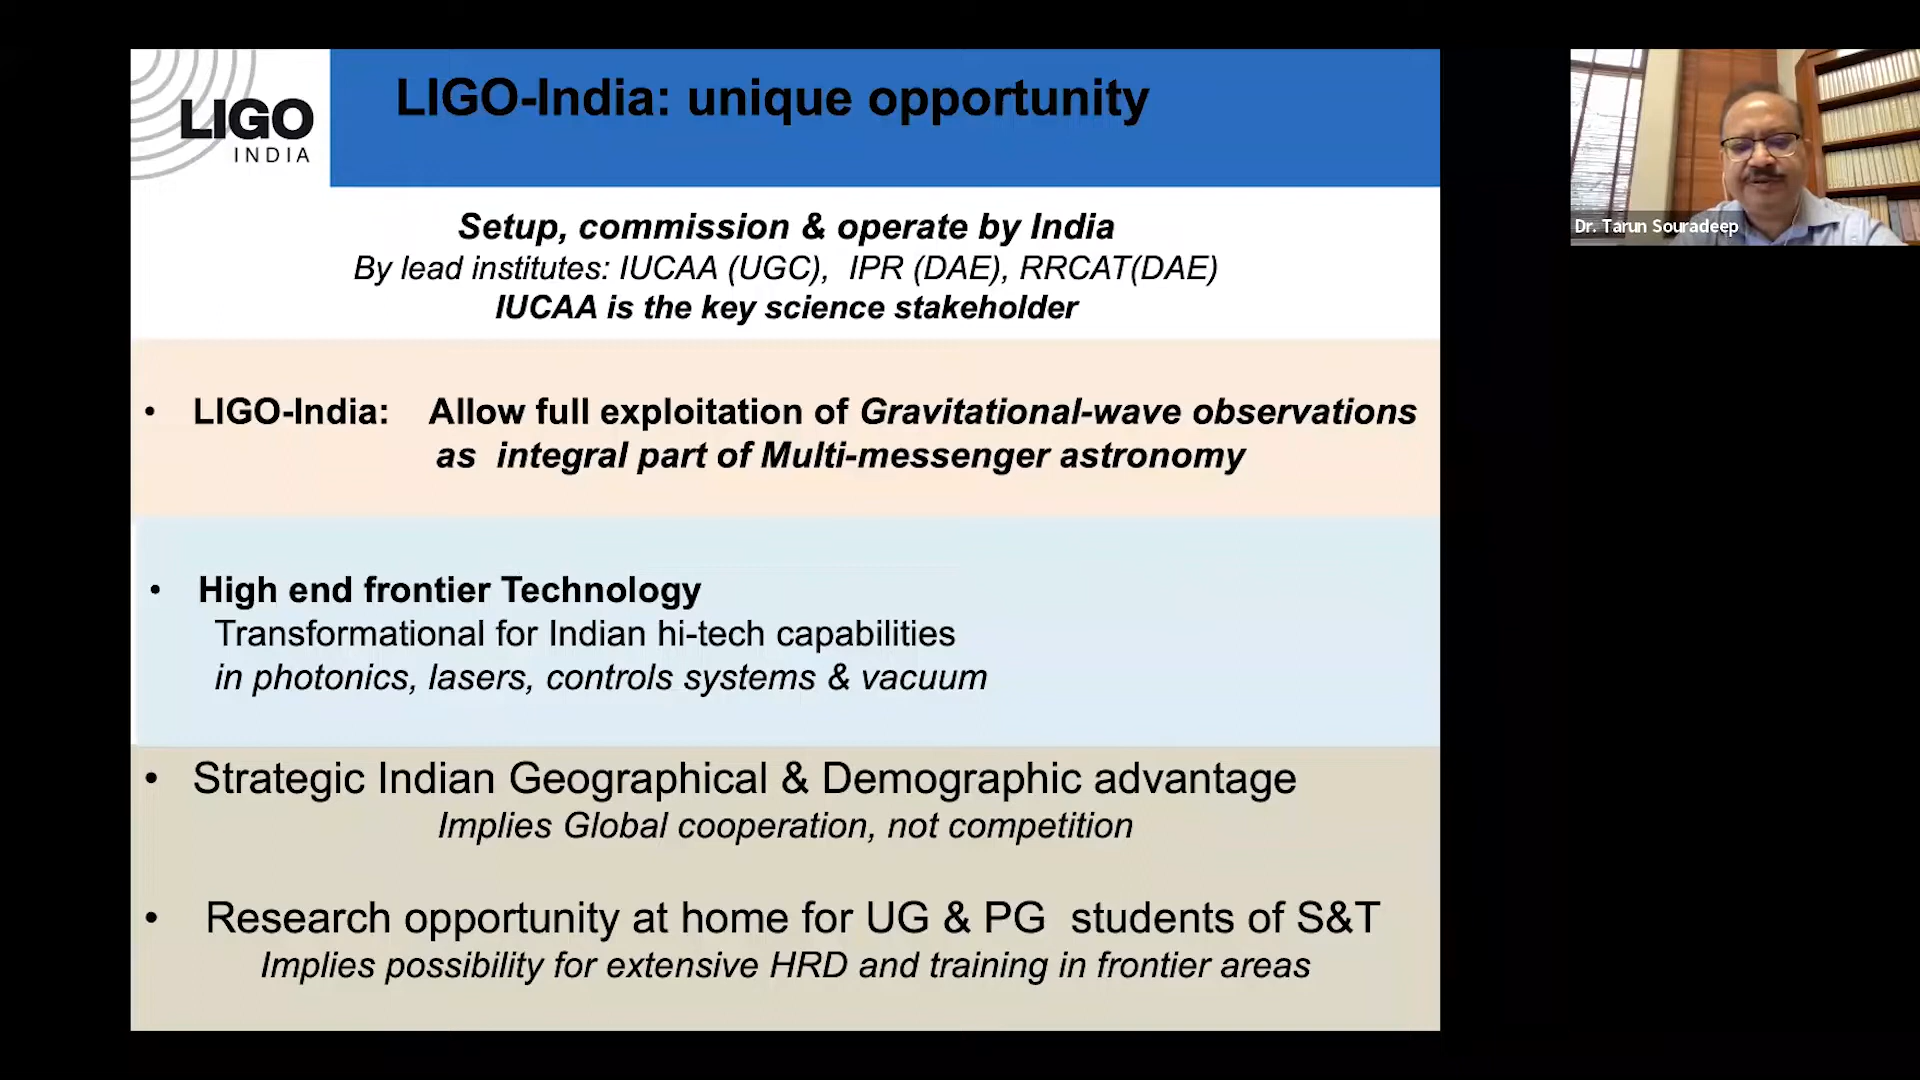 LIGO
INDIA
LIGO-India: unique opportunity
Setup, commission & operate by India
By lead institutes: IUCAA (UGC), IPR (DAE), RRCAT(DAE)
IUCAA is the key science stakeholder
• LIGO-India: Allow full exploitation of Gravitational-wave observations
as integral part of Multi-messenger astronomy
• High end frontier Technology
Transformational for Indian hi-tech capabilities
in photonics, lasers, controls systems & vacuum
• Strategic Indian Geographical & Demographic advantage
Implies Global cooperation, not competition
• Research opportunity at home for UG & PG students of S&T
Implies possibility for extensive HRD and training in frontier areas
Dr. Tarun Souradeep